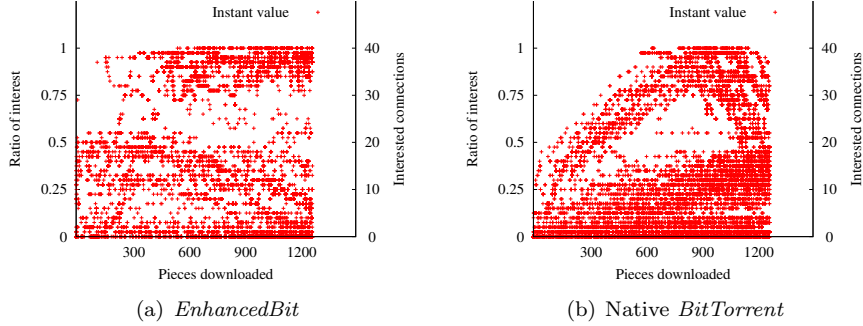 Instant value
1
0.75
0.5
0.25
0
Ratio of interest
40
30
20
10
0
Interested connections
300 600 900 1200
Pieces downloaded
(a) EnhancedBit
Instant value
1
0.75
0.5
0.25
0
Ratio of interest
40
30
20
10
0
Interested connections
300 600 900 1200
Pieces downloaded
(b) Native BitTorrent